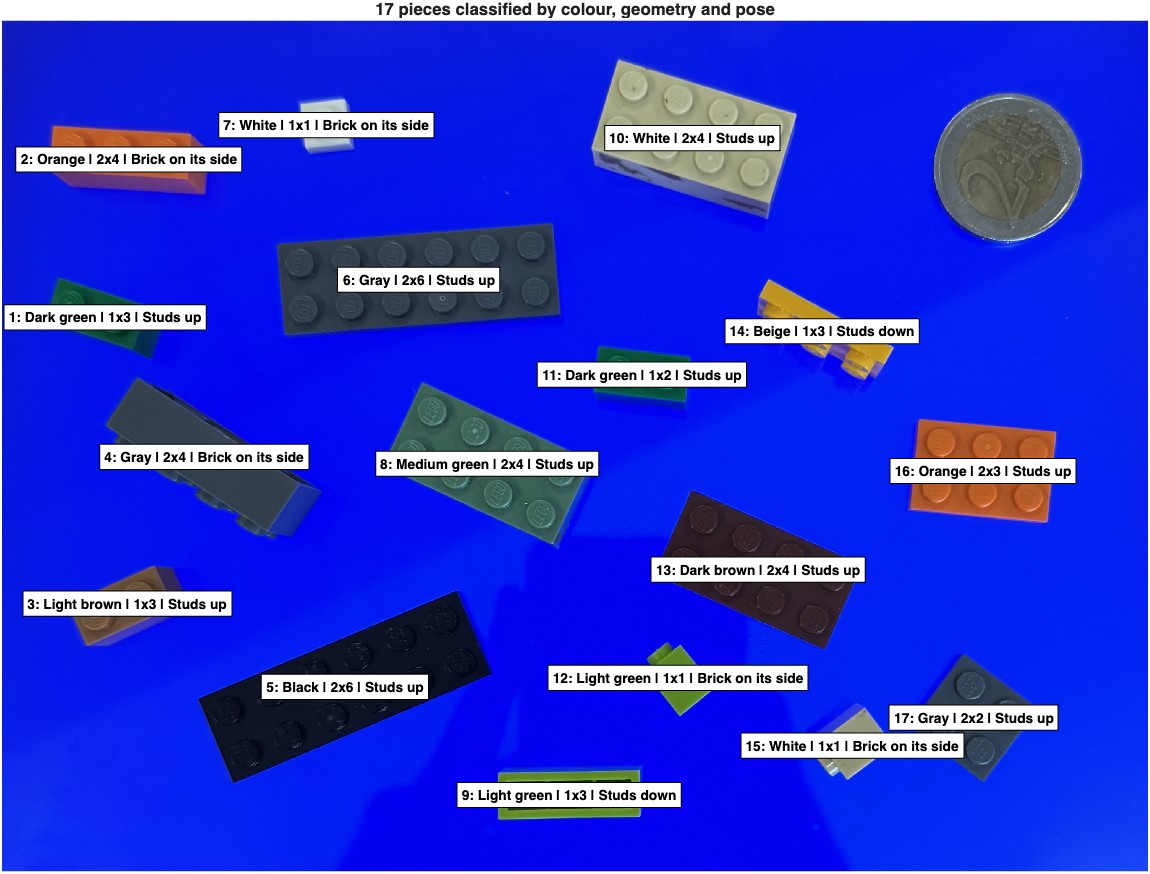 17 pieces classified by colour, geometry and pose
7: White | 1x1 | Brick on its side
10: White | 2x4 | Studs up
2: Orange | 2x4 | Brick on its side
2
6: Gray | 2x6 | Studs up
1: Dark green | 1x3 | Studs up
14: Beige | 1x3 | Studs down
11: Dark green | 1x2 | Studs up
4: Gray | 2x4 | Brick on its side
8: Medium green | 2x4 | Studs up
16: Orange | 2x3 | Studs up
13: Dark brown | 2x4 | Studs up
3: Light brown | 1x3 | Studs up
12: Light green | 1x1 | Brick on its side
5: Black | 2x6 | Studs up
17: Gray | 2x2 | Studs up
15: White | 1x1 | Brick on its side
9: Light green | 1x3 | Studs down